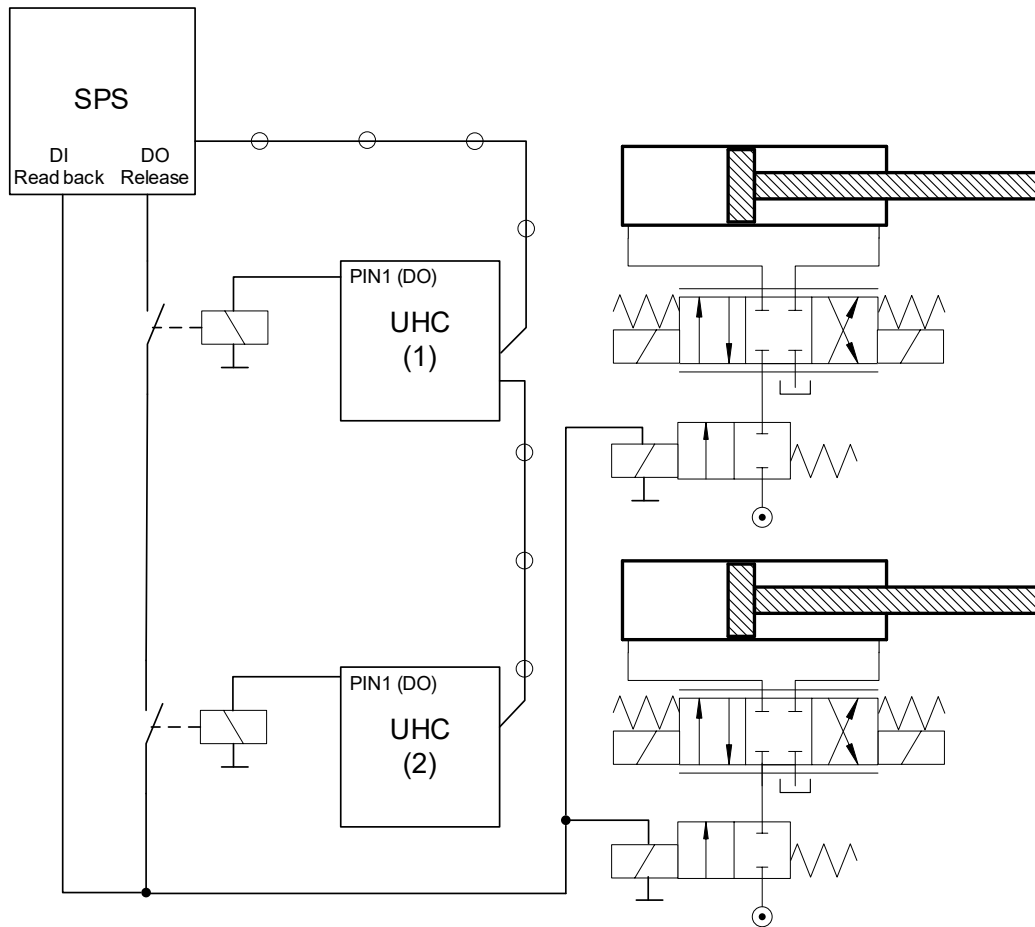 SPS
DI
Read back
DO
Release
PIN1 (DO)
UHC
(1)
PIN1 (DO)
UHC
(2)